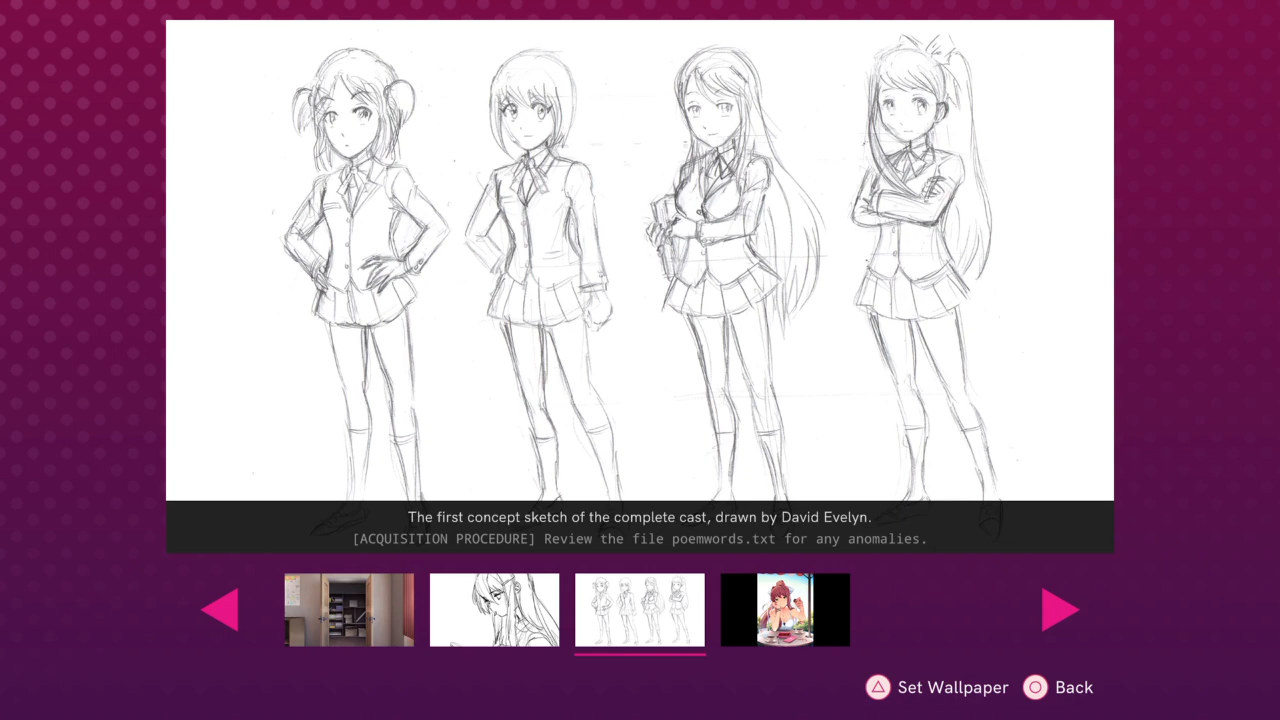 The first concept sketch of the complete cast, drawn by David Evelyn.
[ACQUISITION PROCEDURE] Review the file poemwords.txt for any anomalies.
Set Wallpaper Back